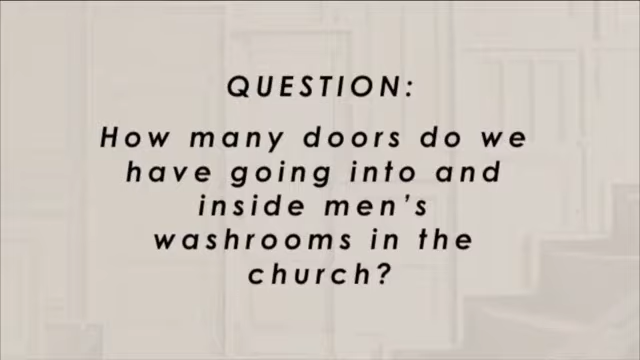 QUESTION:
How many doors do we
have going into and
inside men's
washrooms in the
church?